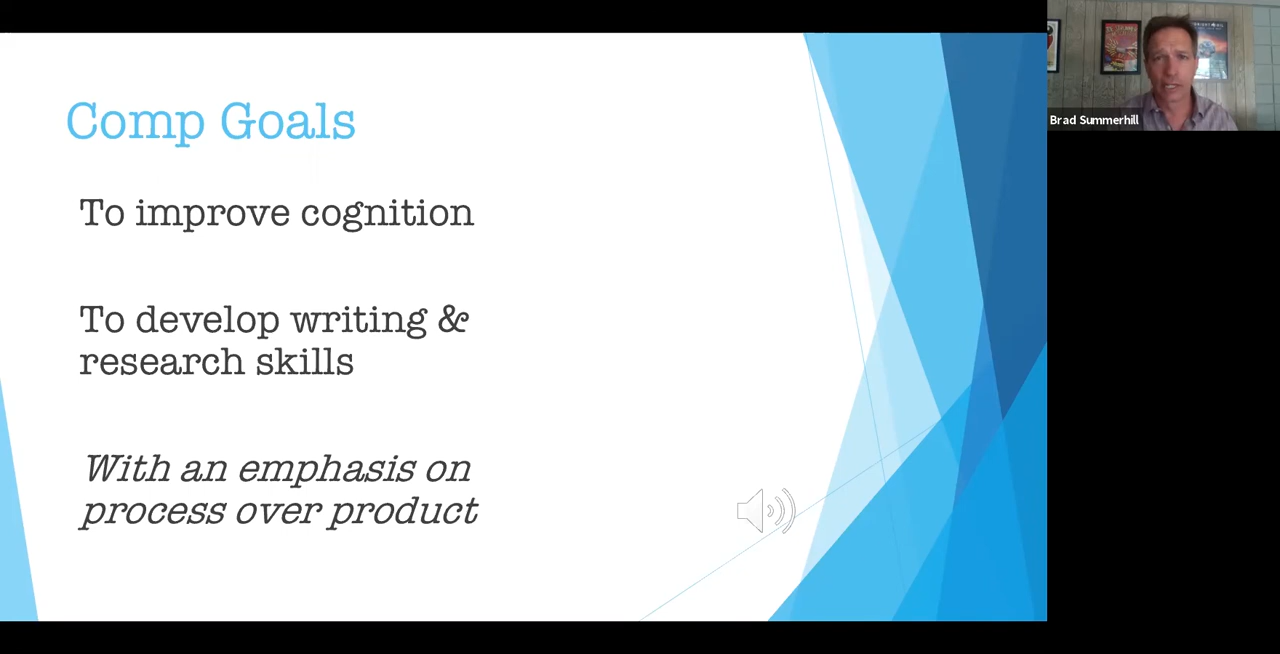 Comp Goals
To improve cognition
To develop writing &
research skills
With an emphasis on
process over product
Brad Summerhill